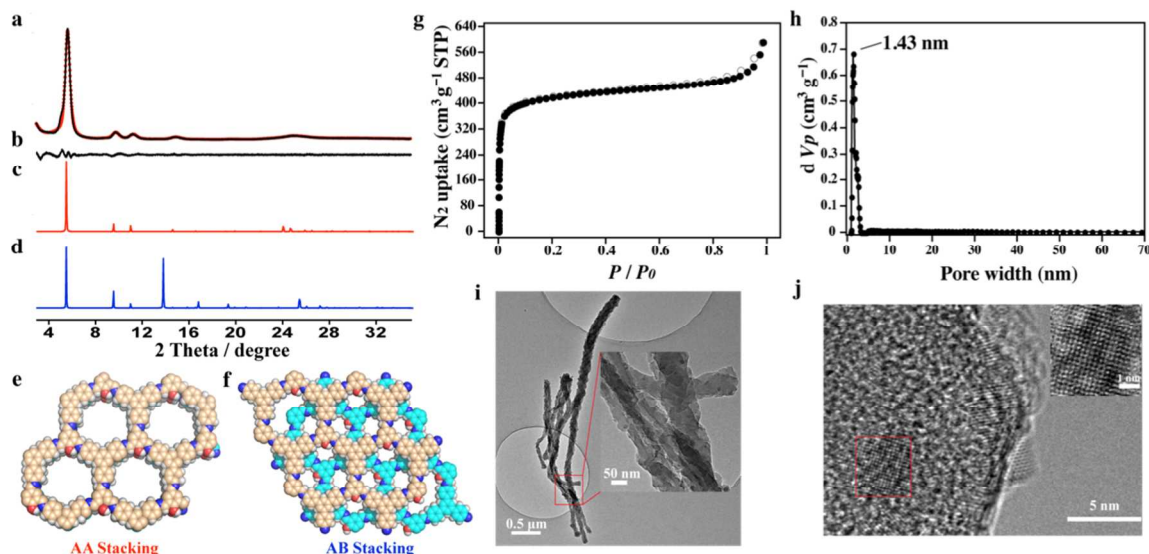 a
b
c
d
4 8 12 16 20 24 28 32
2 Theta / degree
e
AA Stacking
f
AB Stacking
g
N2 uptake (cm³ g⁻¹ STP)
640
560
480
400
320
240
160
80
0
0 0.2 0.4 0.6 0.8 1
P / P0
h
d Vp (cm³ g⁻¹)
0.8
0.7
0.6
0.5
0.4
0.3
0.2
0.1
0
1.43 nm
0 10 20 30 40 50 60 70
Pore width (nm)
i
50 nm
0.5 μm
j
1 nm
5 nm